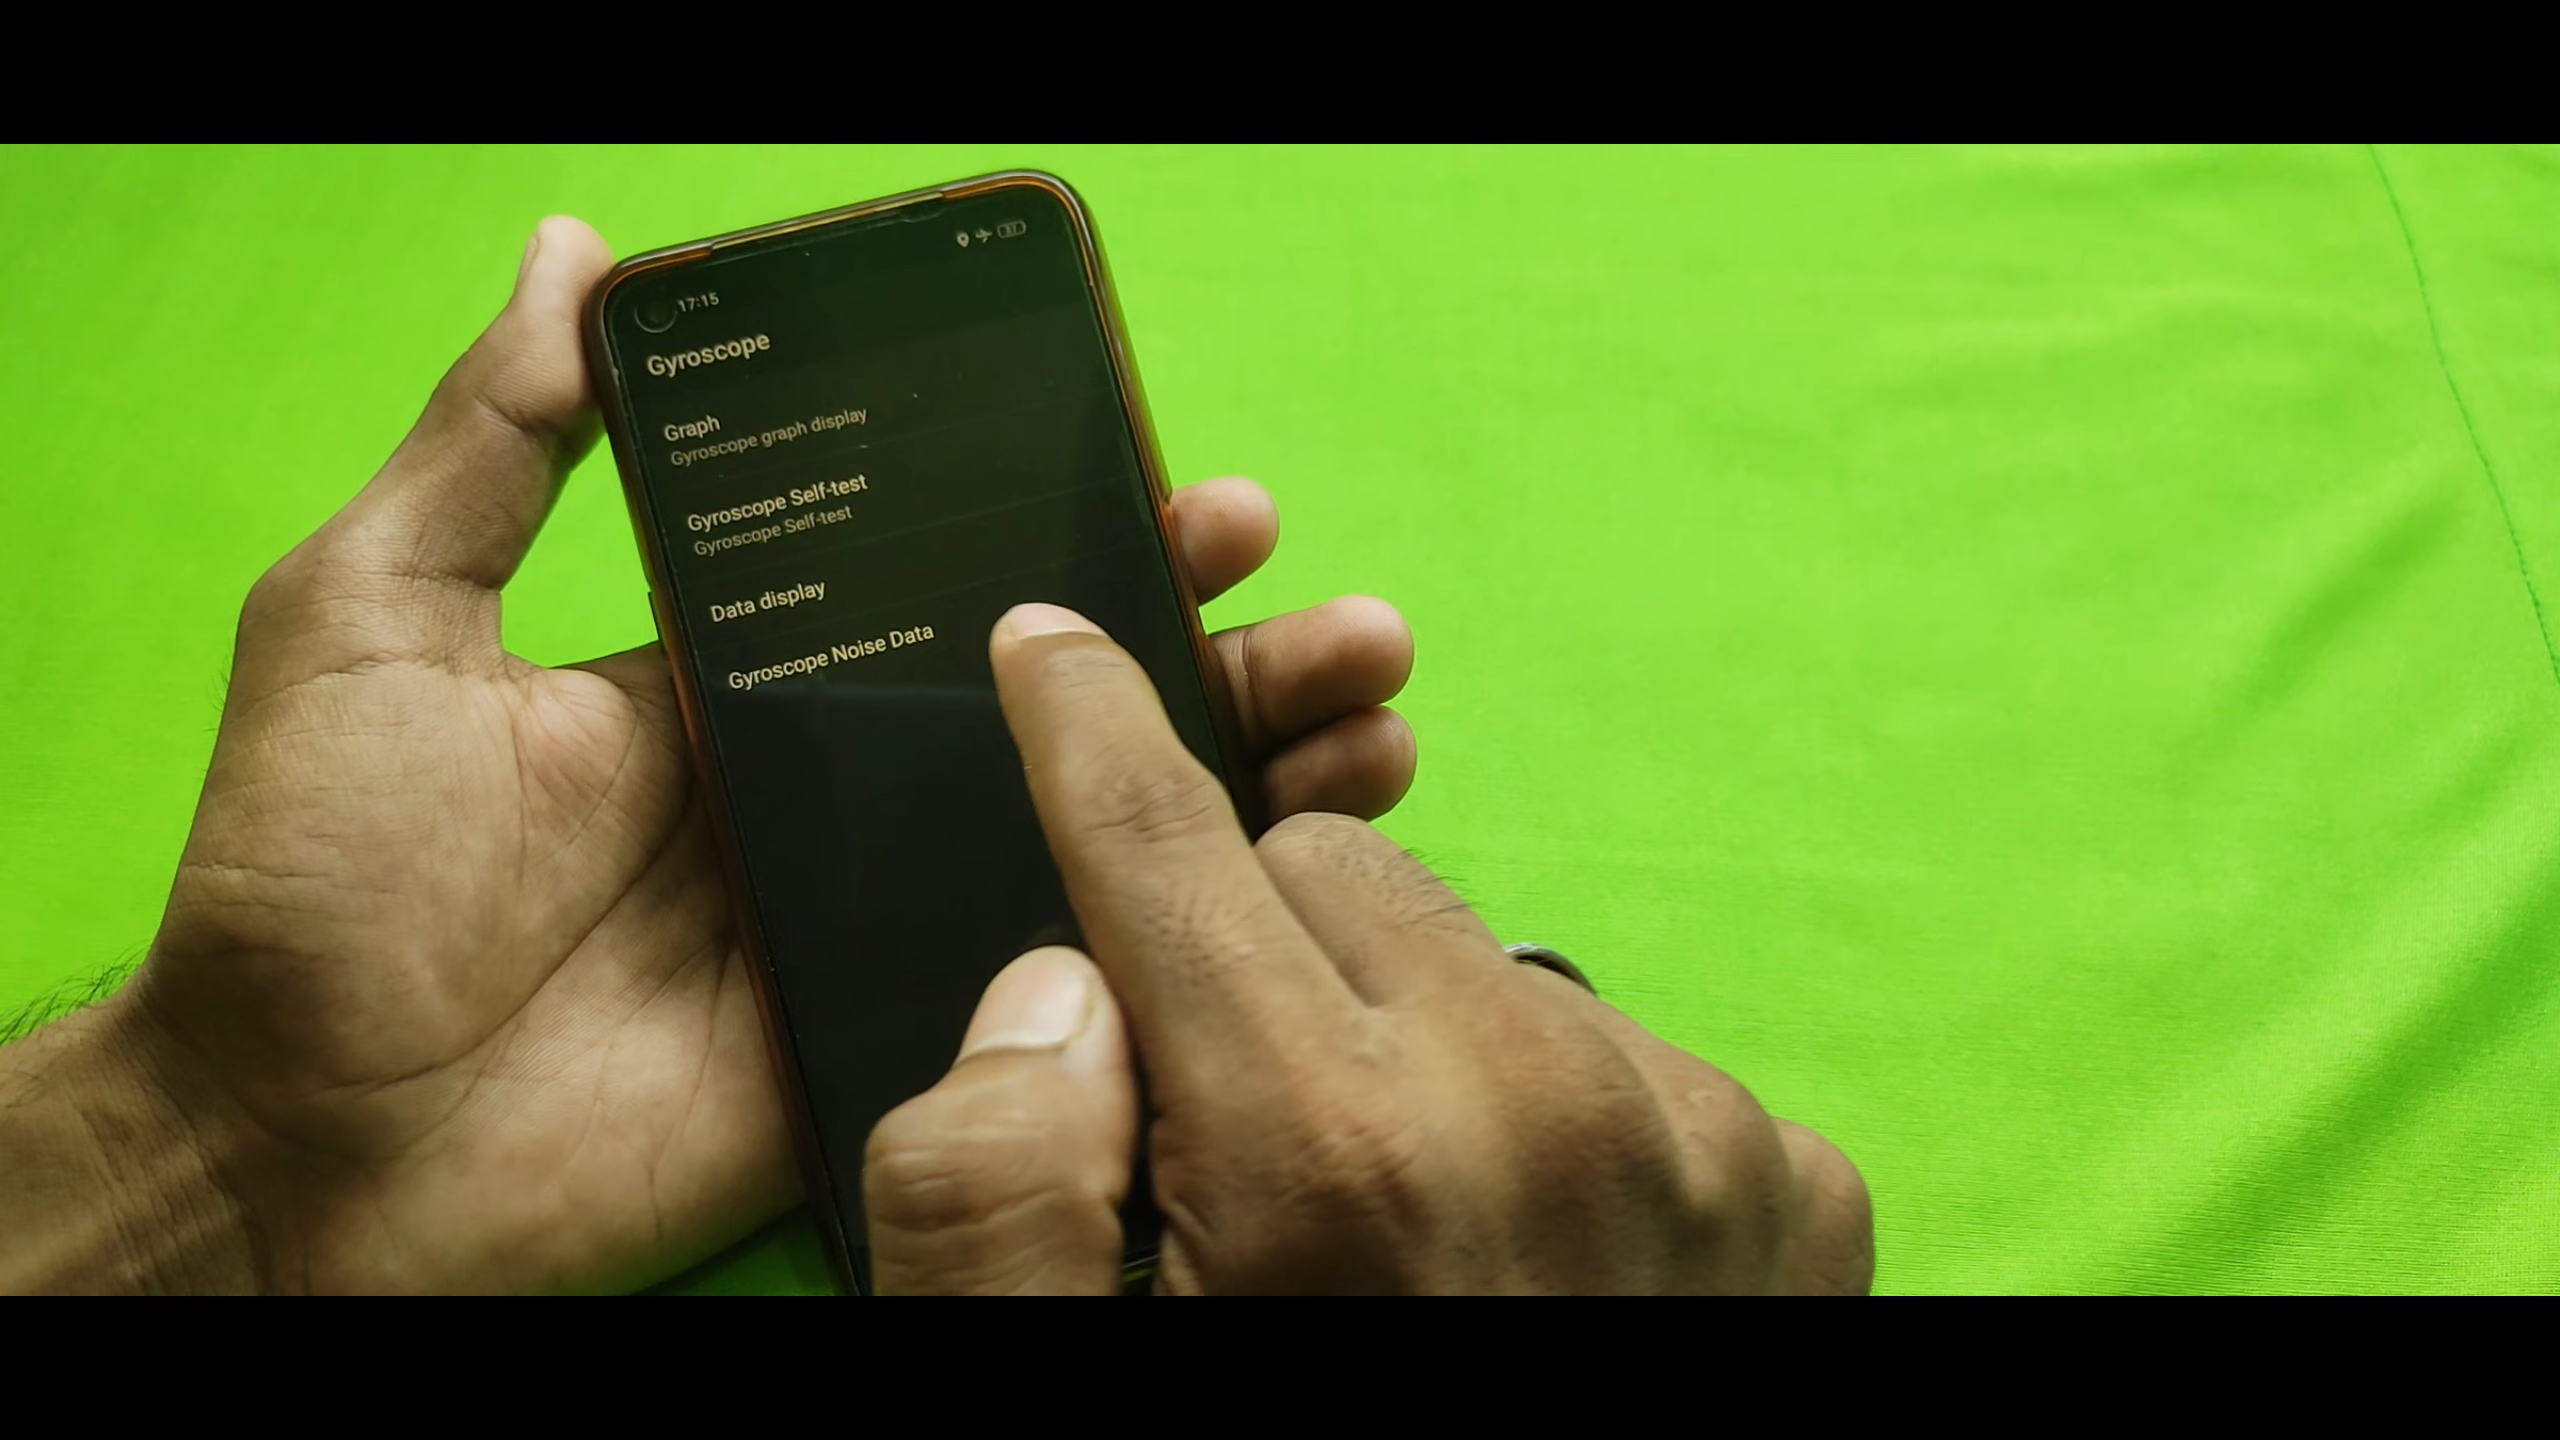 17:15
Gyroscope
Graph
Gyroscope graph display
Gyroscope Self-test
Gyroscope Self-test
Data display
Gyroscope Noise Data